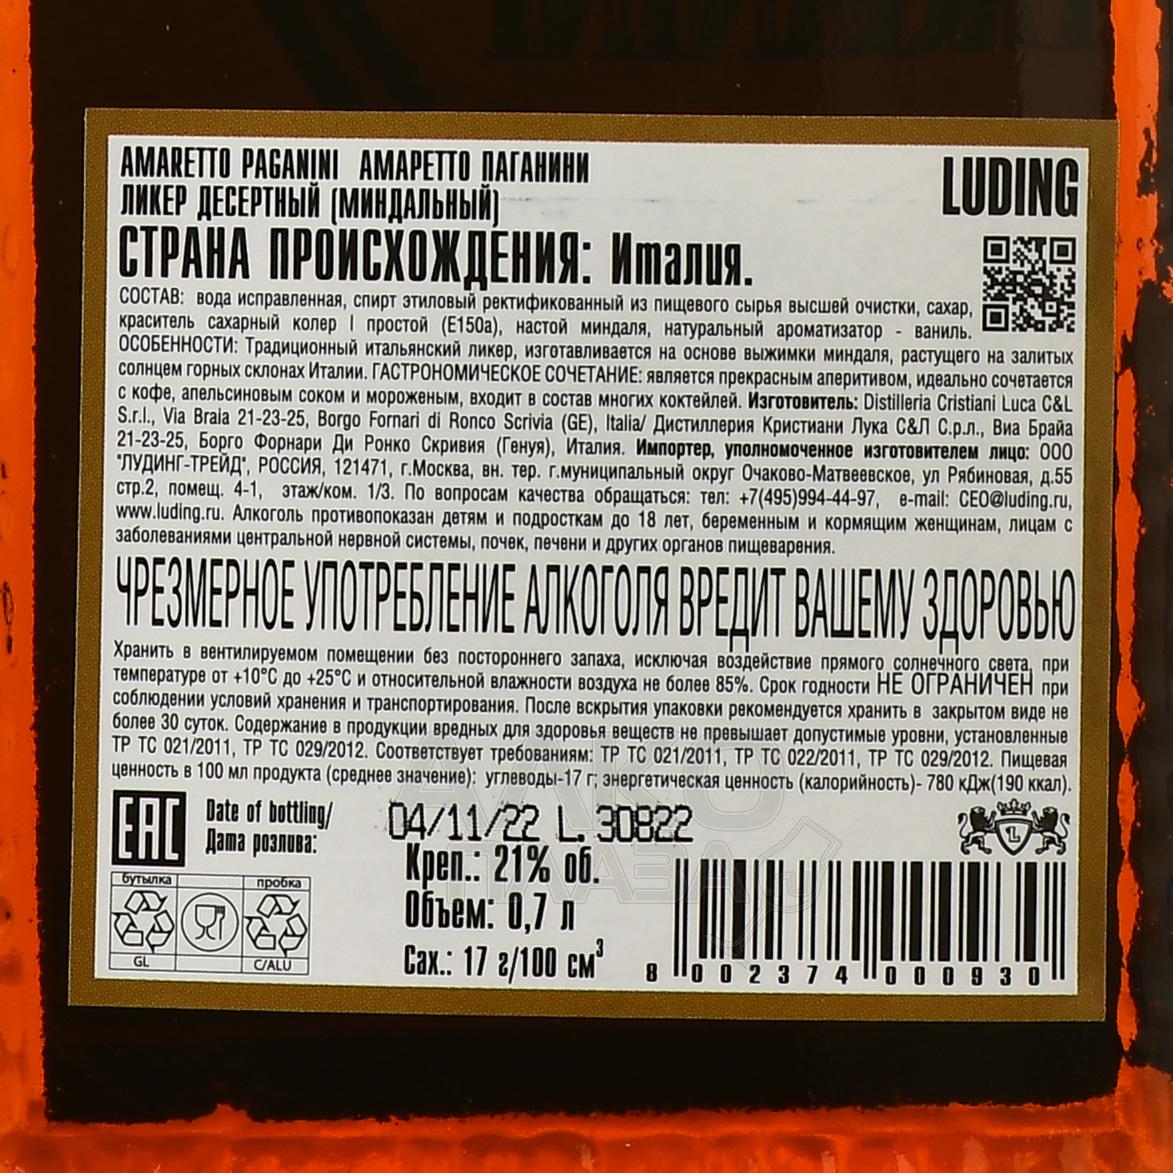 AMARETTO PAGANINI АМАРЕТТО ПАГАНИНИ
LUDING
ЛИКЕР ДЕСЕРТНЫЙ (МИНДАЛЬНЫЙ)
СТРАНА ПРОИСХОЖДЕНИЯ: Италия.
СОСТАВ: вода исправленная, спирт этиловый ректификованный из пищевого сырья высшей очистки, сахар,
краситель сахарный колер I простой (Е150а), настой миндаля, натуральный ароматизатор - ваниль.
ОСОБЕННОСТИ: Традиционный итальянский ликер, изготавливается на основе выжимки миндаля, растущего на залитых
солнцем горных склонах Италии. ГАСТРОНОМИЧЕСКОЕ СОЧЕТАНИЕ: является прекрасным аперитивом, идеально сочетается
с кофе, апельсиновым соком и мороженым, входит в состав многих коктейлей. Изготовитель: Distilleria Cristiani Luca C&L
S.r.l., Via Braia 21-23-25, Borgo Fornari di Ronco Scrivia (GE), Italia/ Дистиллерия Кристиани Лука С&Л С.р.л., Виа Брайа
21-23-25, Борго Форнари Ди Ронко Скривия (Генуя), Италия. Импортер, уполномоченное изготовителем лицо: ООО
"ЛУДИНГ-ТРЕЙД", РОССИЯ, 121471, г.Москва, вн. тер. г.муниципальный округ Очаково-Матвеевское, ул Рябиновая, д.55
стр.2, помещ. 4-1, этаж/ком. 1/3. По вопросам качества обращаться: тел: +7(495)994-44-97, e-mail: CEO@luding.ru,
www.luding.ru. Алкоголь противопоказан детям и подросткам до 18 лет, беременным и кормящим женщинам, лицам с
заболеваниями центральной нервной системы, почек, печени и других органов пищеварения.
ЧРЕЗМЕРНОЕ УПОТРЕБЛЕНИЕ АЛКОГОЛЯ ВРЕДИТ ВАШЕМУ ЗДОРОВЬЮ
Хранить в вентилируемом помещении без постороннего запаха, исключая воздействие прямого солнечного света, при
температуре от +10°С до +25°С и относительной влажности воздуха не более 85%. Срок годности НЕ ОГРАНИЧЕН при
соблюдении условий хранения и транспортирования. После вскрытия упаковки рекомендуется хранить в закрытом виде не
более 30 суток. Содержание в продукции вредных для здоровья веществ не превышает допустимые уровни, установленные
ТР ТС 021/2011, ТР ТС 029/2012. Соответствует требованиям: ТР ТС 021/2011, ТР ТС 022/2011, ТР ТС 029/2012. Пищевая
ценность в 100 мл продукта (среднее значение): углеводы-17 г; энергетическая ценность (калорийность)- 780 кДж(190 ккал).
EAC
Date of bottling/
Дата розлива:
04/11/22 L.30822
Креп.: 21% об.
Объем: 0,7 л
Сах.: 17 г/100 см³
бутылка
пробка
GL
C/ALU
8 002374 000930
АЛКО
ПЛАЗА